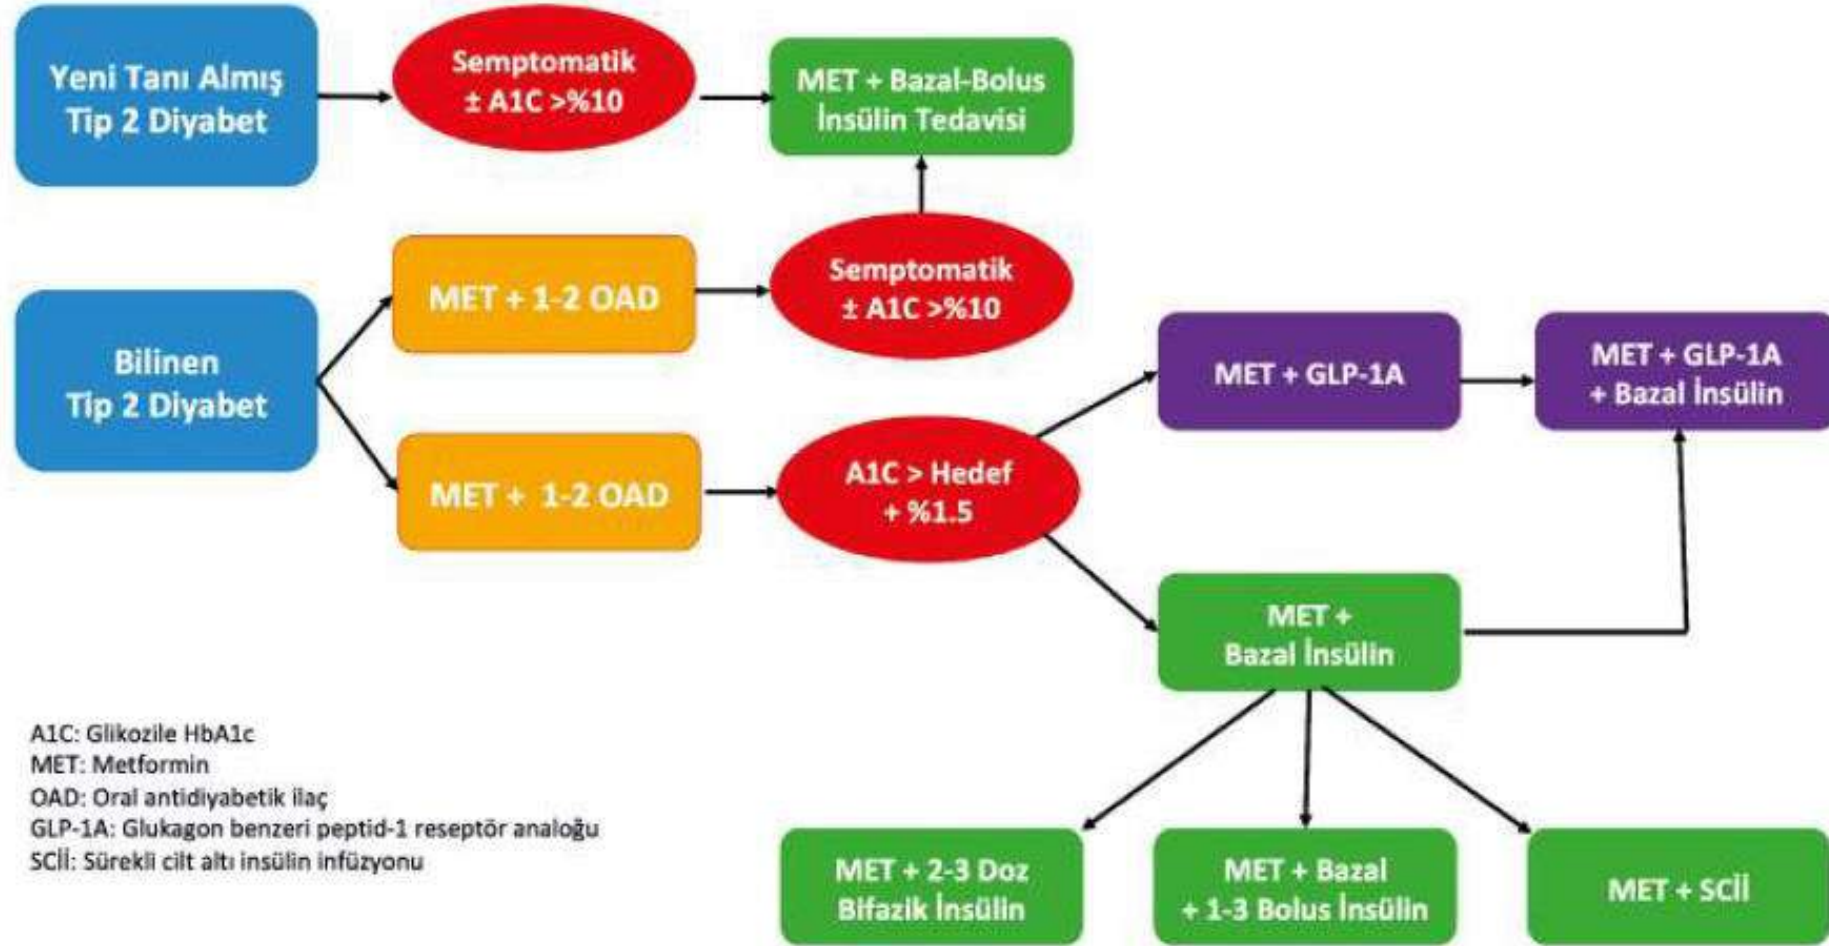 Yeni Tanı Almış
Tip 2 Diyabet
Semptomatik
± A1C >%10
MET + Bazal-Bolus
İnsülin Tedavisi
Bilinen
Tip 2 Diyabet
MET + 1-2 OAD
Semptomatik
± A1C >%10
MET + 1-2 OAD
A1C > Hedef
+ %1.5
MET + GLP-1A
MET + GLP-1A
+ Bazal İnsülin
MET +
Bazal İnsülin
MET + 2-3 Doz
Bifazik İnsülin
MET + Bazal
+ 1-3 Bolus İnsülin
MET + SCİİ
A1C: Glikozile HbA1c
MET: Metformin
OAD: Oral antidiyabetik ilaç
GLP-1A: Glukagon benzeri peptid-1 reseptör analoğu
SCİİ: Sürekli cilt altı insülin infüzyonu